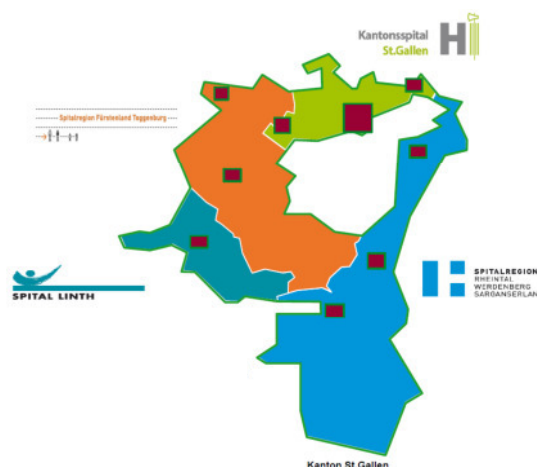 Kantonsspital
St.Gallen
Spitalregion Fürstenland Toggenburg
SPITAL LINTH
SPITALREGION
RHEINTAL
WERDENBERG
SARGANSERLAND
Kanton St.Gallen